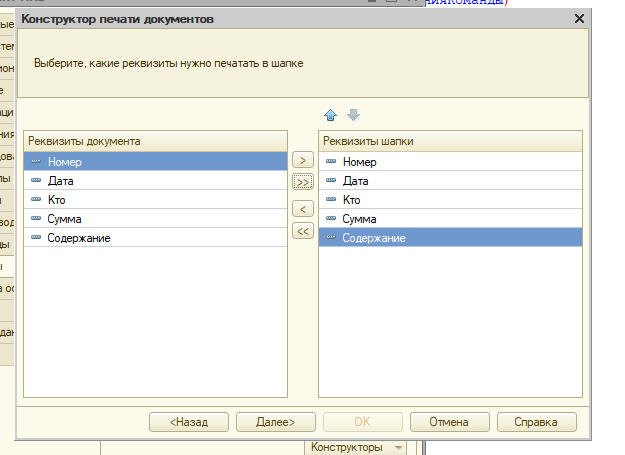 нияКоманды)
Конструктор печати документов
Выберите, какие реквизиты нужно печатать в шапке
Реквизиты документа
Номер
Дата
Кто
Сумма
Содержание
>
>>
<
<<
Реквизиты шапки
Номер
Дата
Кто
Сумма
Содержание
<Назад
Далее>
OK
Отмена
Справка
Конструкторы